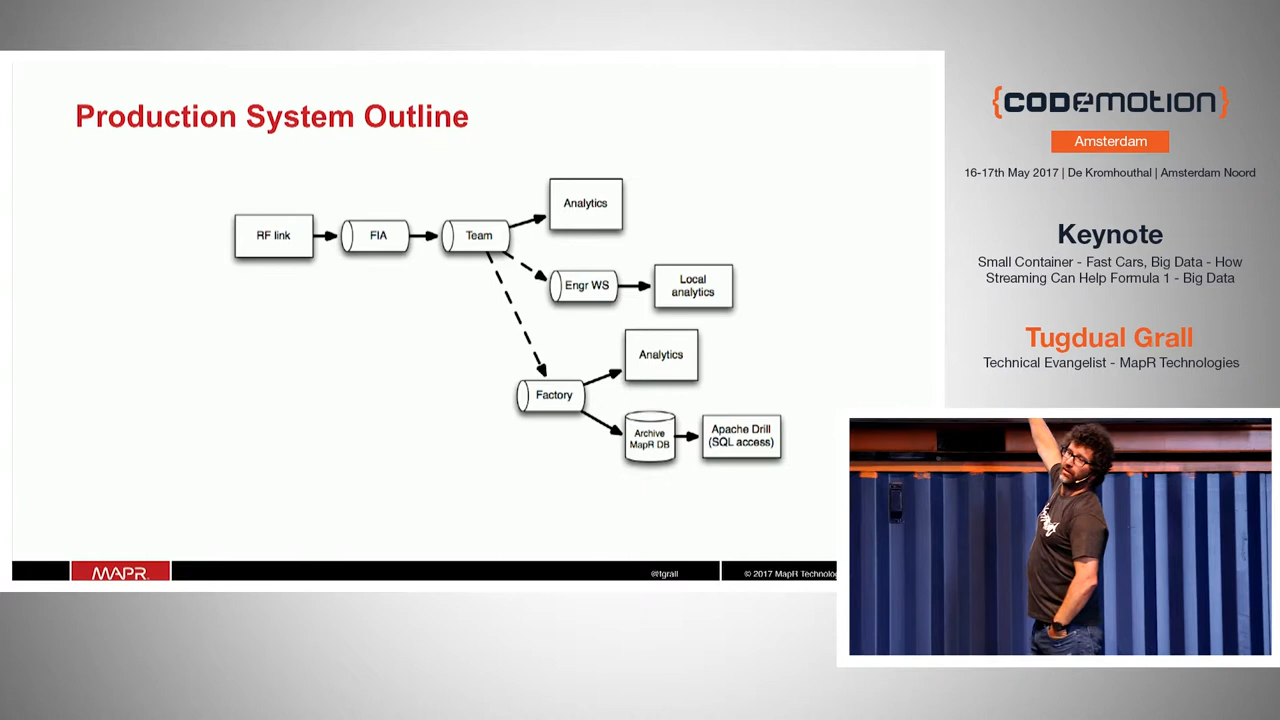 Production System Outline
RF link
FIA
Team
Analytics
Engr WS
Local
analytics
Analytics
Factory
Archive
MapR DB
Apache Drill
(SQL access)
MAPR
@tgrall
© 2017 MapR Technolo
{CODEMOTION}
Amsterdam
16-17th May 2017 | De Kromhouthal | Amsterdam Noord
Keynote
Small Container - Fast Cars, Big Data - How
Streaming Can Help Formula 1 - Big Data
Tugdual Grall
Technical Evangelist - MapR Technologies